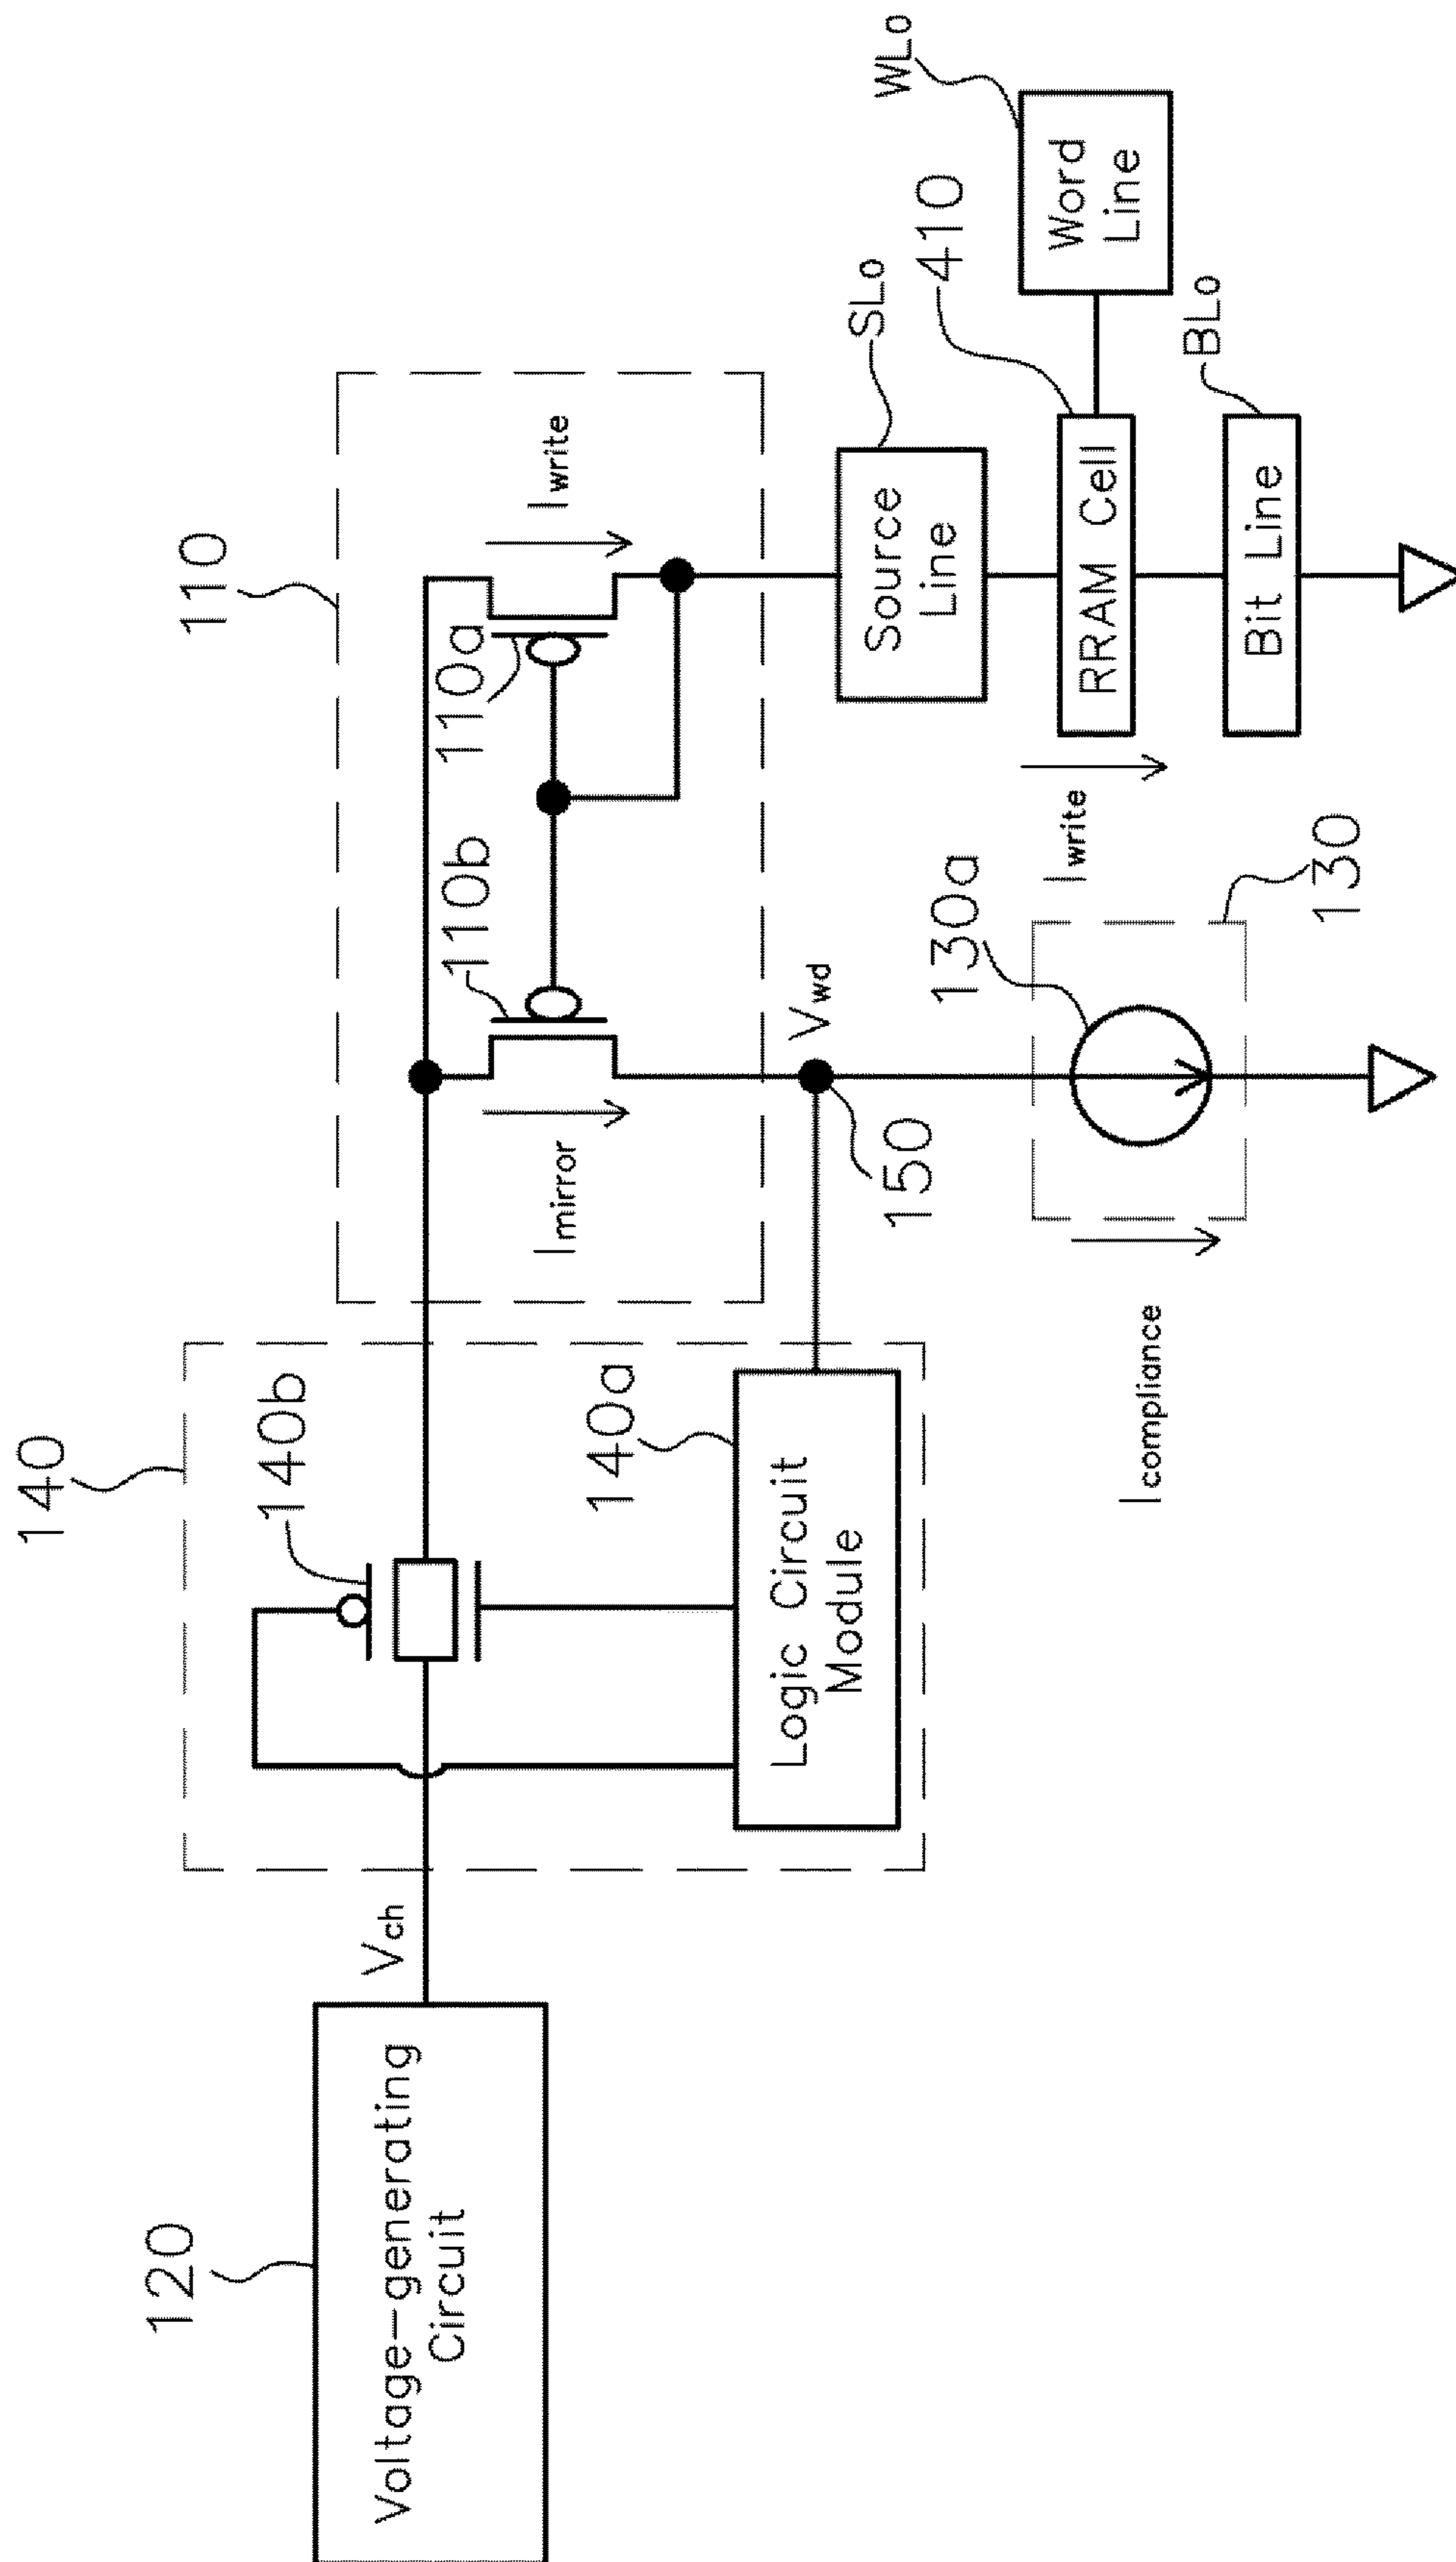 120
Voltage-generating
Circuit
Vch
140
140b
140a
Logic Circuit
Module
110
110b
110a
Imirror
Iwrite
Vwd
150
Icompliance
130a
130
SL0
Source
Line
410
RRAM Cell
Iwrite
WL0
Word
Line
BL0
Bit Line